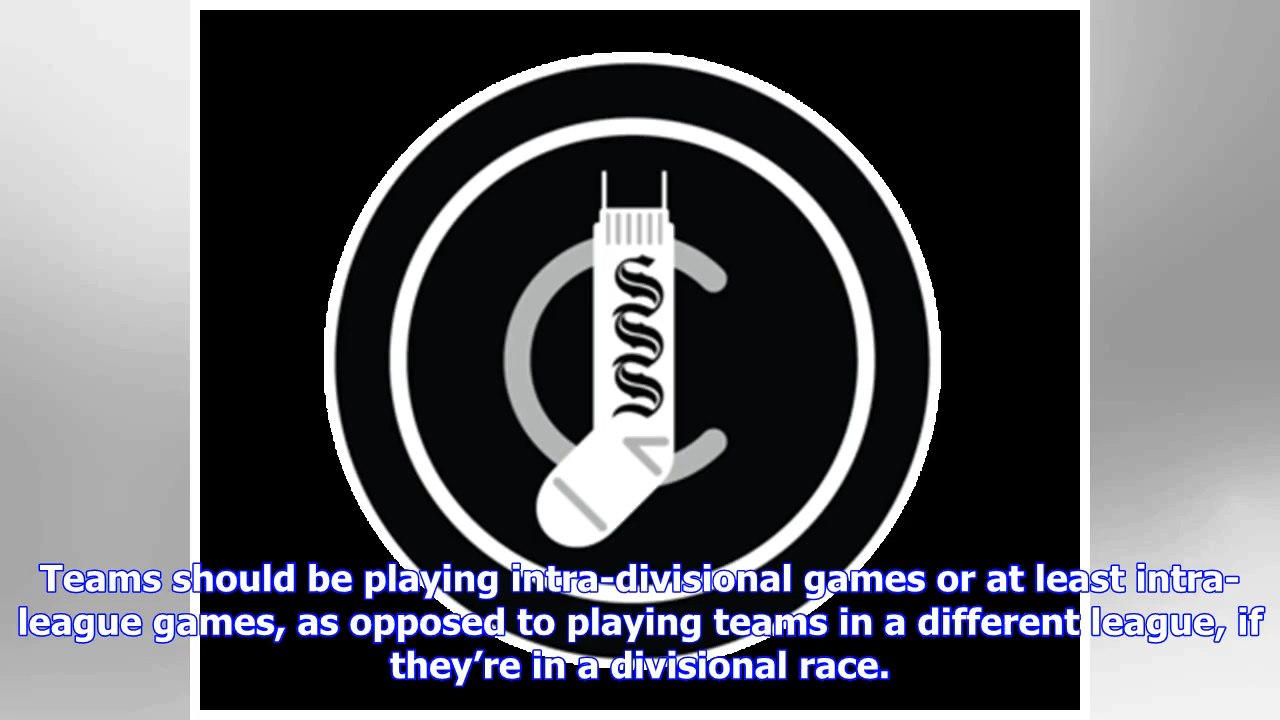 S
S
S
Teams should be playing intra-divisional games or at least intra-
league games, as opposed to playing teams in a different league, if
they’re in a divisional race.